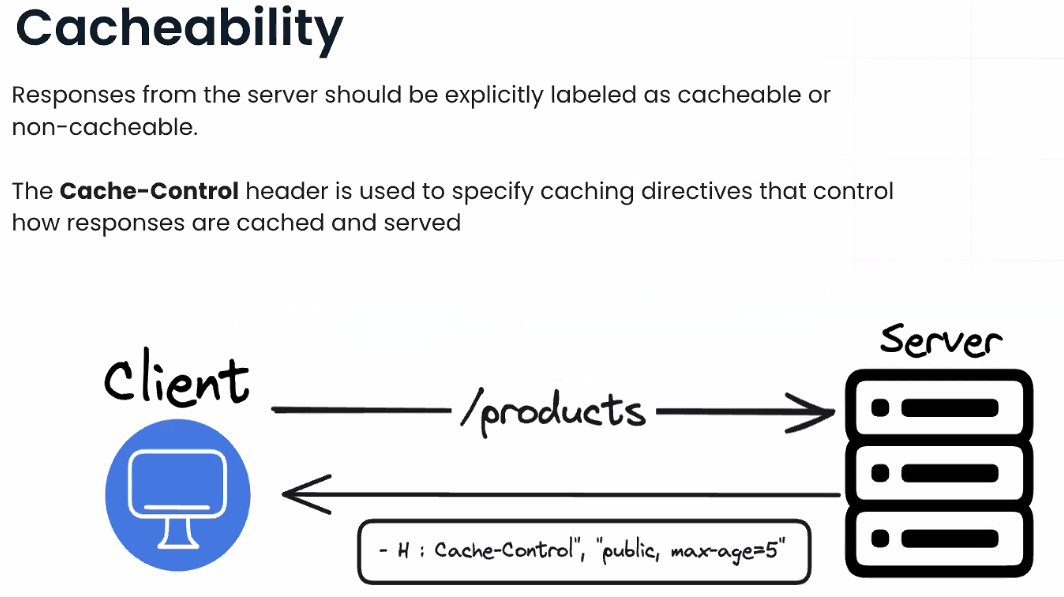 Cacheability
Responses from the server should be explicitly labeled as cacheable or
non-cacheable.
The Cache-Control header is used to specify caching directives that control
how responses are cached and served
Server
Client
/products
- H : Cache-Control", "public, max-age=5"